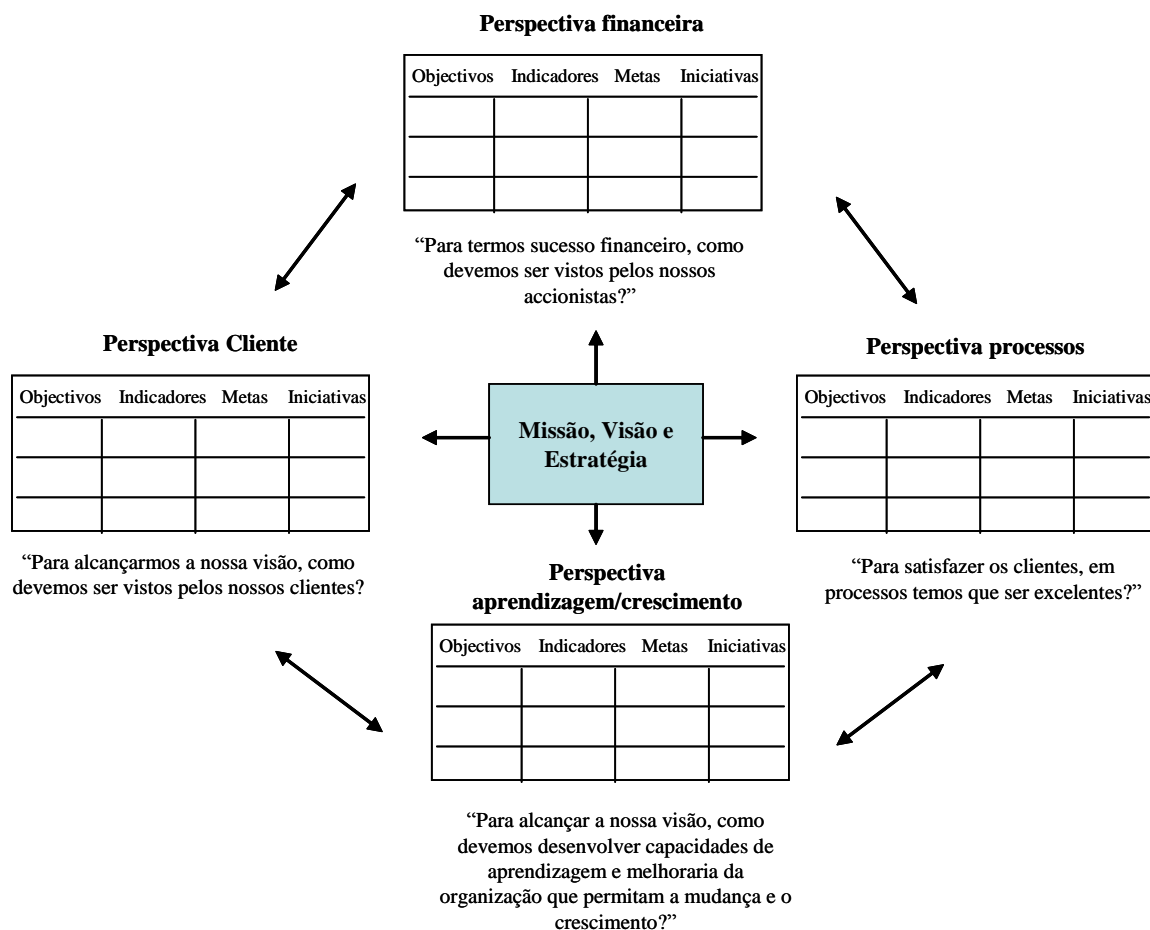 Perspectiva financeira
Objectivos Indicadores Metas Iniciativas
“Para termos sucesso financeiro, como
devemos ser vistos pelos nossos
accionistas?”
Perspectiva Cliente
Objectivos Indicadores Metas Iniciativas
“Para alcançarmos a nossa visão, como
devemos ser vistos pelos nossos clientes?
Missão, Visão e
Estratégia
Perspectiva processos
Objectivos Indicadores Metas Iniciativas
“Para satisfazer os clientes, em
processos temos que ser excelentes?”
Perspectiva
aprendizagem/crescimento
Objectivos Indicadores Metas Iniciativas
“Para alcançar a nossa visão, como
devemos desenvolver capacidades de
aprendizagem e melhoraria da
organização que permitam a mudança e o
crescimento?”